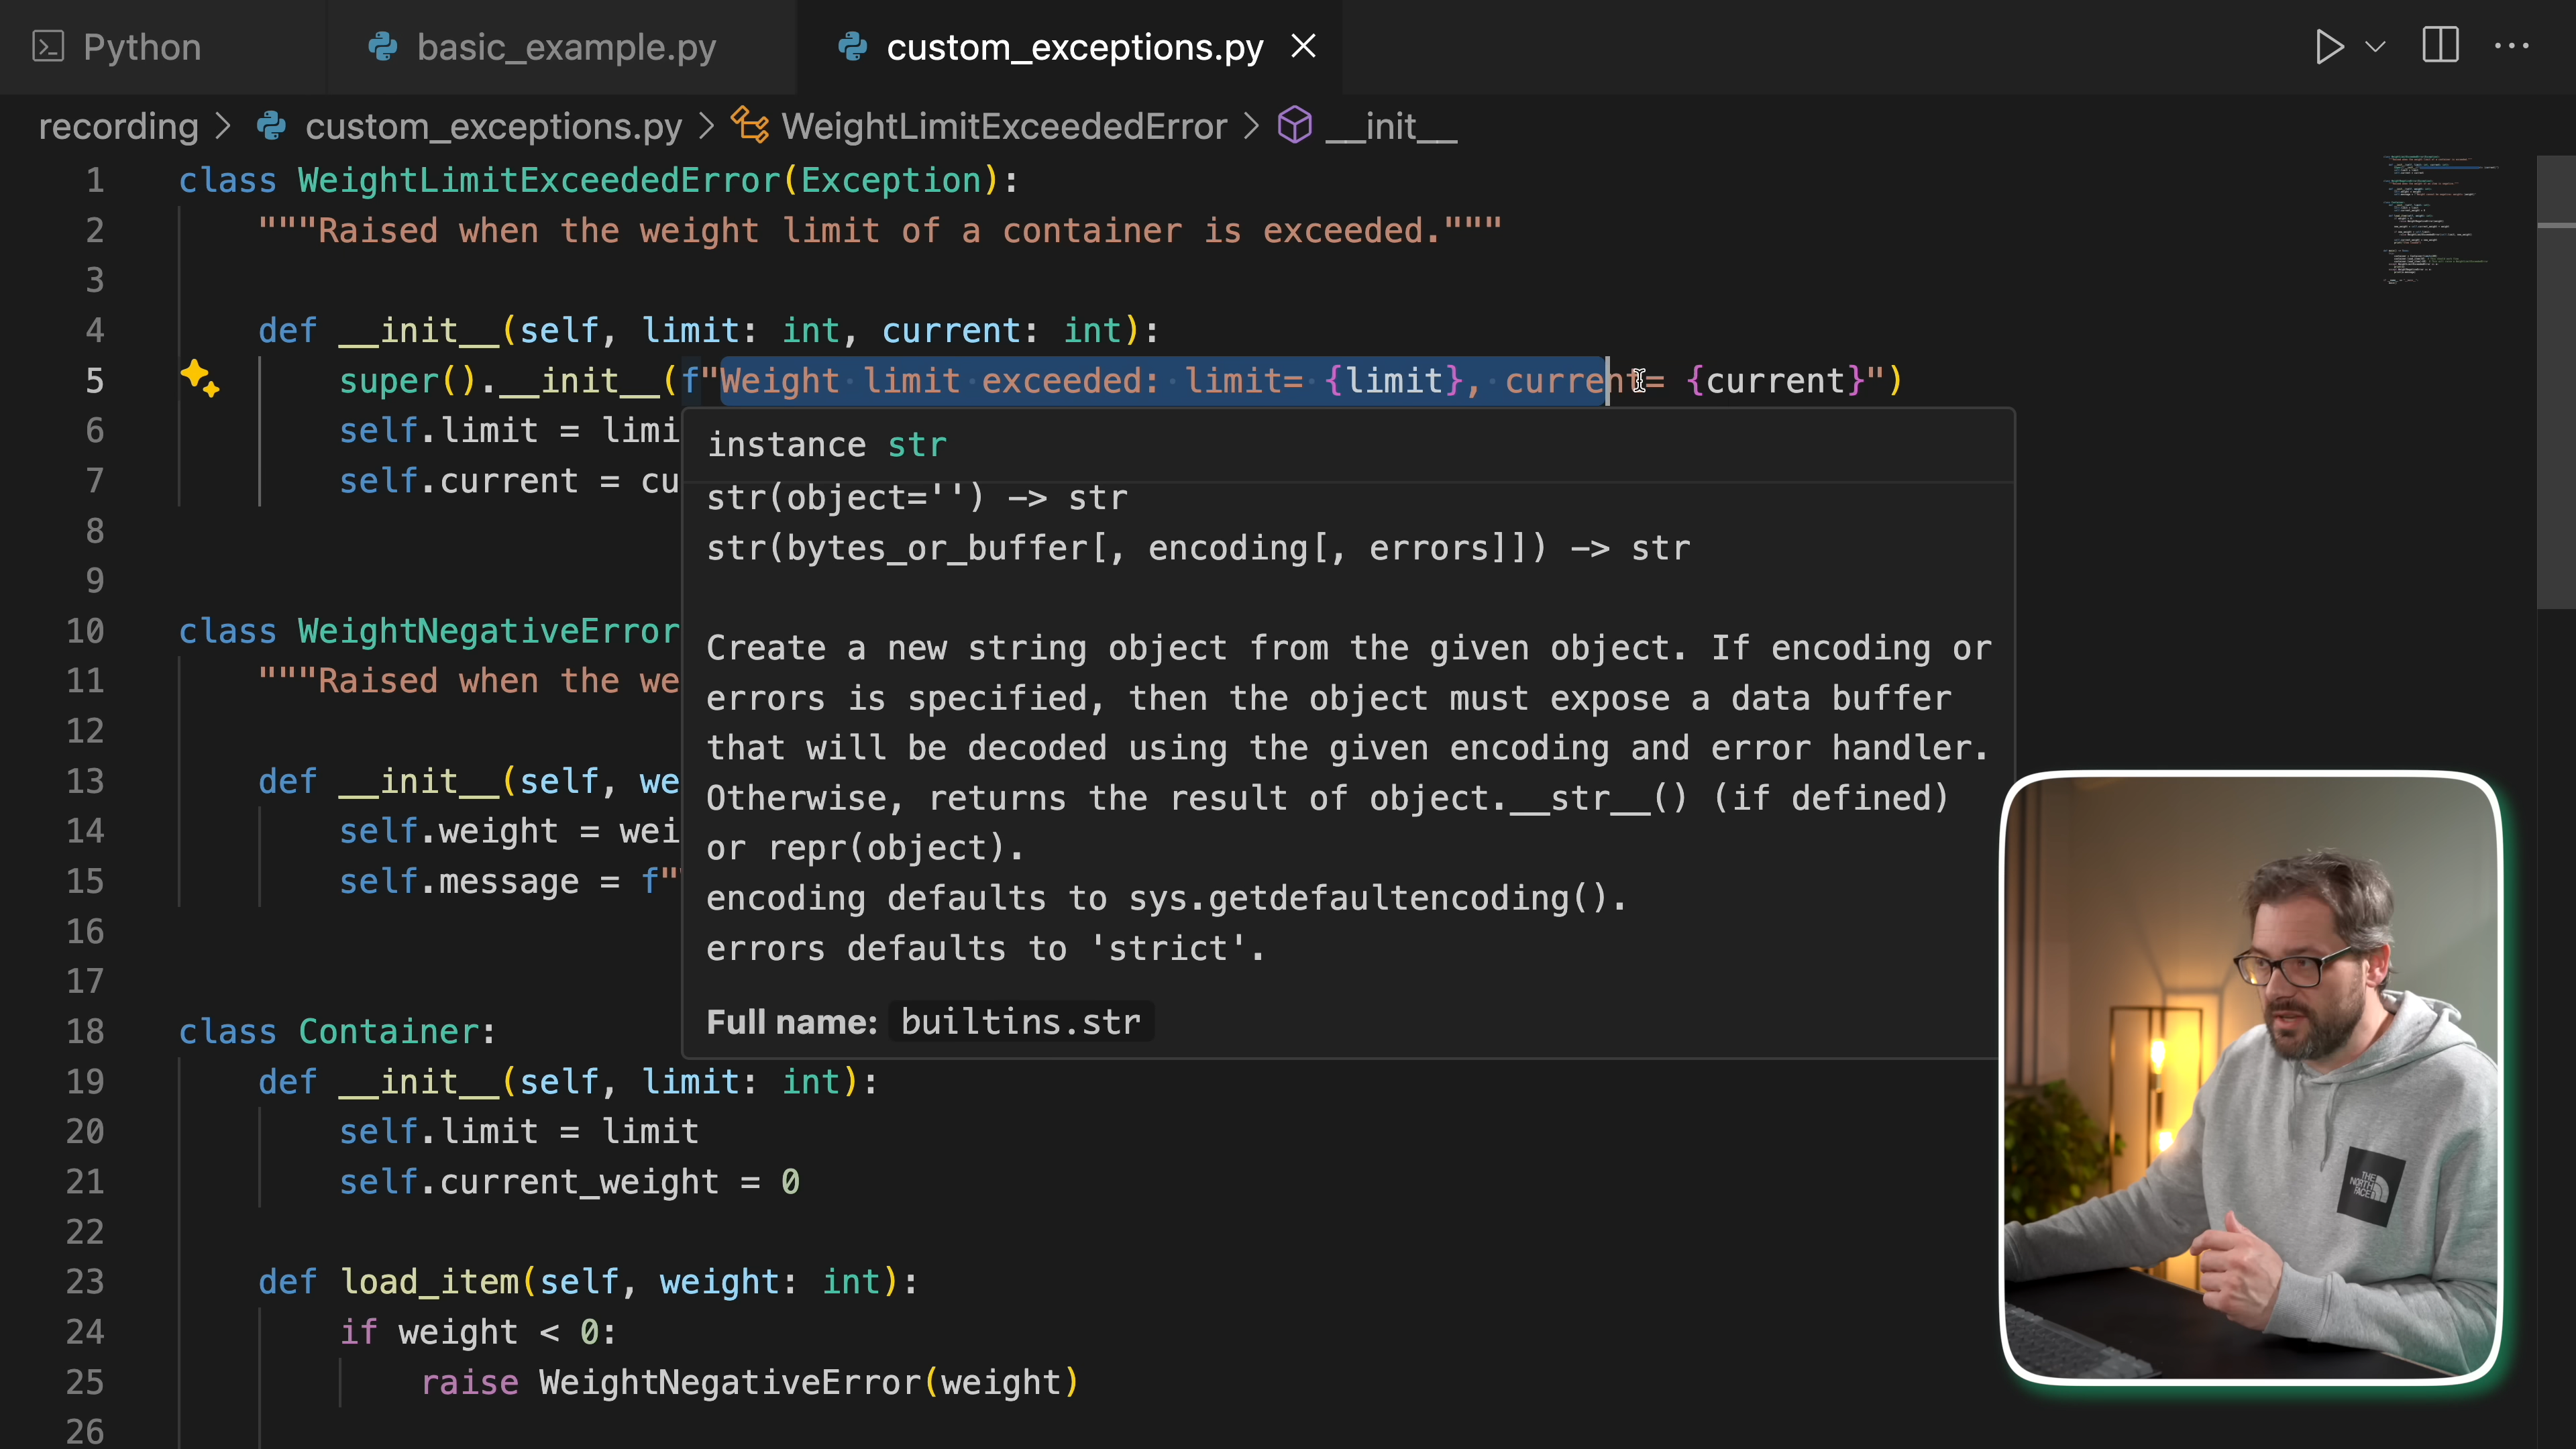 Python
basic_example.py
custom_exceptions.py
recording > custom_exceptions.py > WeightLimitExceededError > __init__
1 class WeightLimitExceededError(Exception):
2 """Raised when the weight limit of a container is exceeded."""
3
4 def __init__(self, limit: int, current: int):
5 super().__init__(f"Weight limit exceeded: limit= {limit}, current= {current}")
6 self.limit = limi
7 self.current = cu
8
9
10 class WeightNegativeError
11 """Raised when the we
12
13 def __init__(self, we
14 self.weight = wei
15 self.message = f"
16
17
18 class Container:
19 def __init__(self, limit: int):
20 self.limit = limit
21 self.current_weight = 0
22
23 def load_item(self, weight: int):
24 if weight < 0:
25 raise WeightNegativeError(weight)
26
instance str
str(object='') -> str
str(bytes_or_buffer[, encoding[, errors]]) -> str
Create a new string object from the given object. If encoding or
errors is specified, then the object must expose a data buffer
that will be decoded using the given encoding and error handler.
Otherwise, returns the result of object.__str__() (if defined)
or repr(object).
encoding defaults to sys.getdefaultencoding().
errors defaults to 'strict'.
Full name: builtins.str
THE
NORTH
FACE